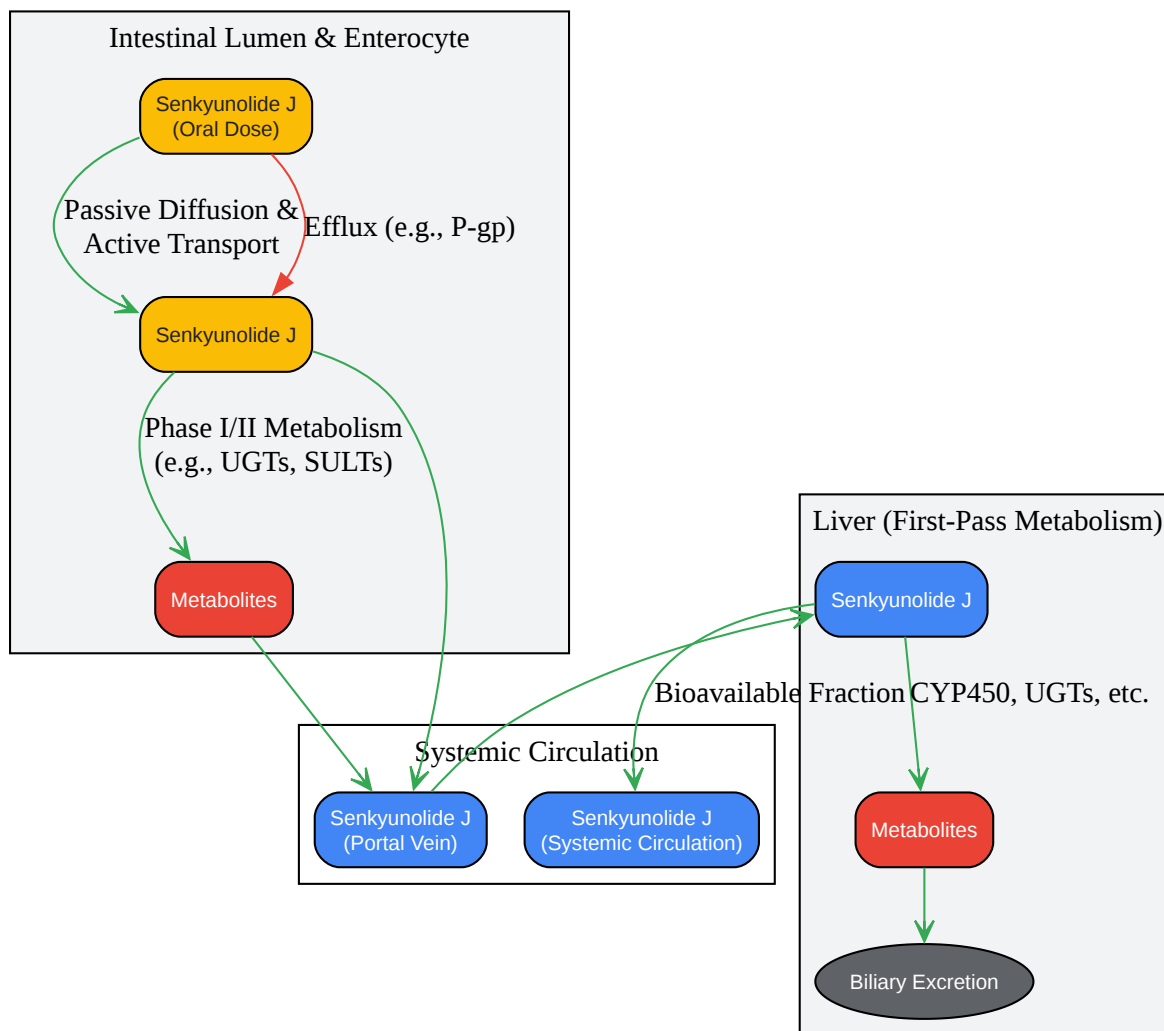 Intestinal Lumen & Enterocyte
Senkyunolide J
(Oral Dose)
Passive Diffusion &
Active Transport
Efflux (e.g., P-gp)
Senkyunolide J
Phase I/II Metabolism
(e.g., UGTs, SULTs)
Metabolites
Liver (First-Pass Metabolism)
Senkyunolide J
Bioavailable Fraction
CYP450, UGTs, etc.
Systemic Circulation
Senkyunolide J
(Portal Vein)
Senkyunolide J
(Systemic Circulation)
Metabolites
Biliary Excretion